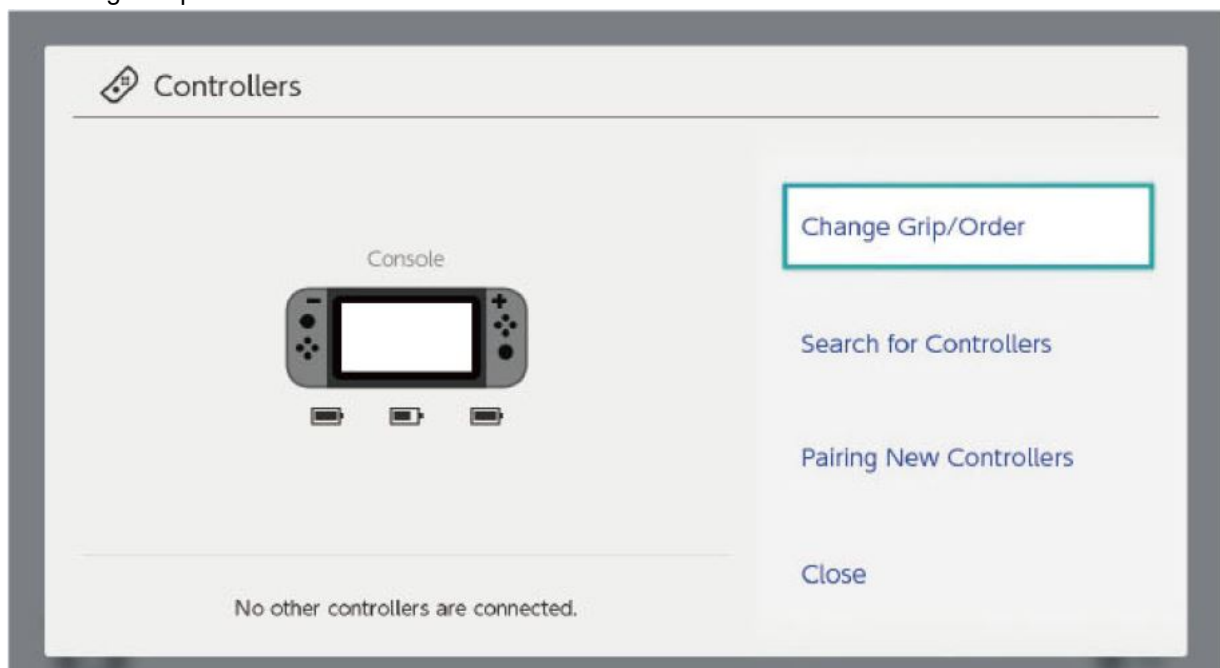 Controllers
Console
Change Grip/Order
Search for Controllers
Pairing New Controllers
Close
No other controllers are connected.